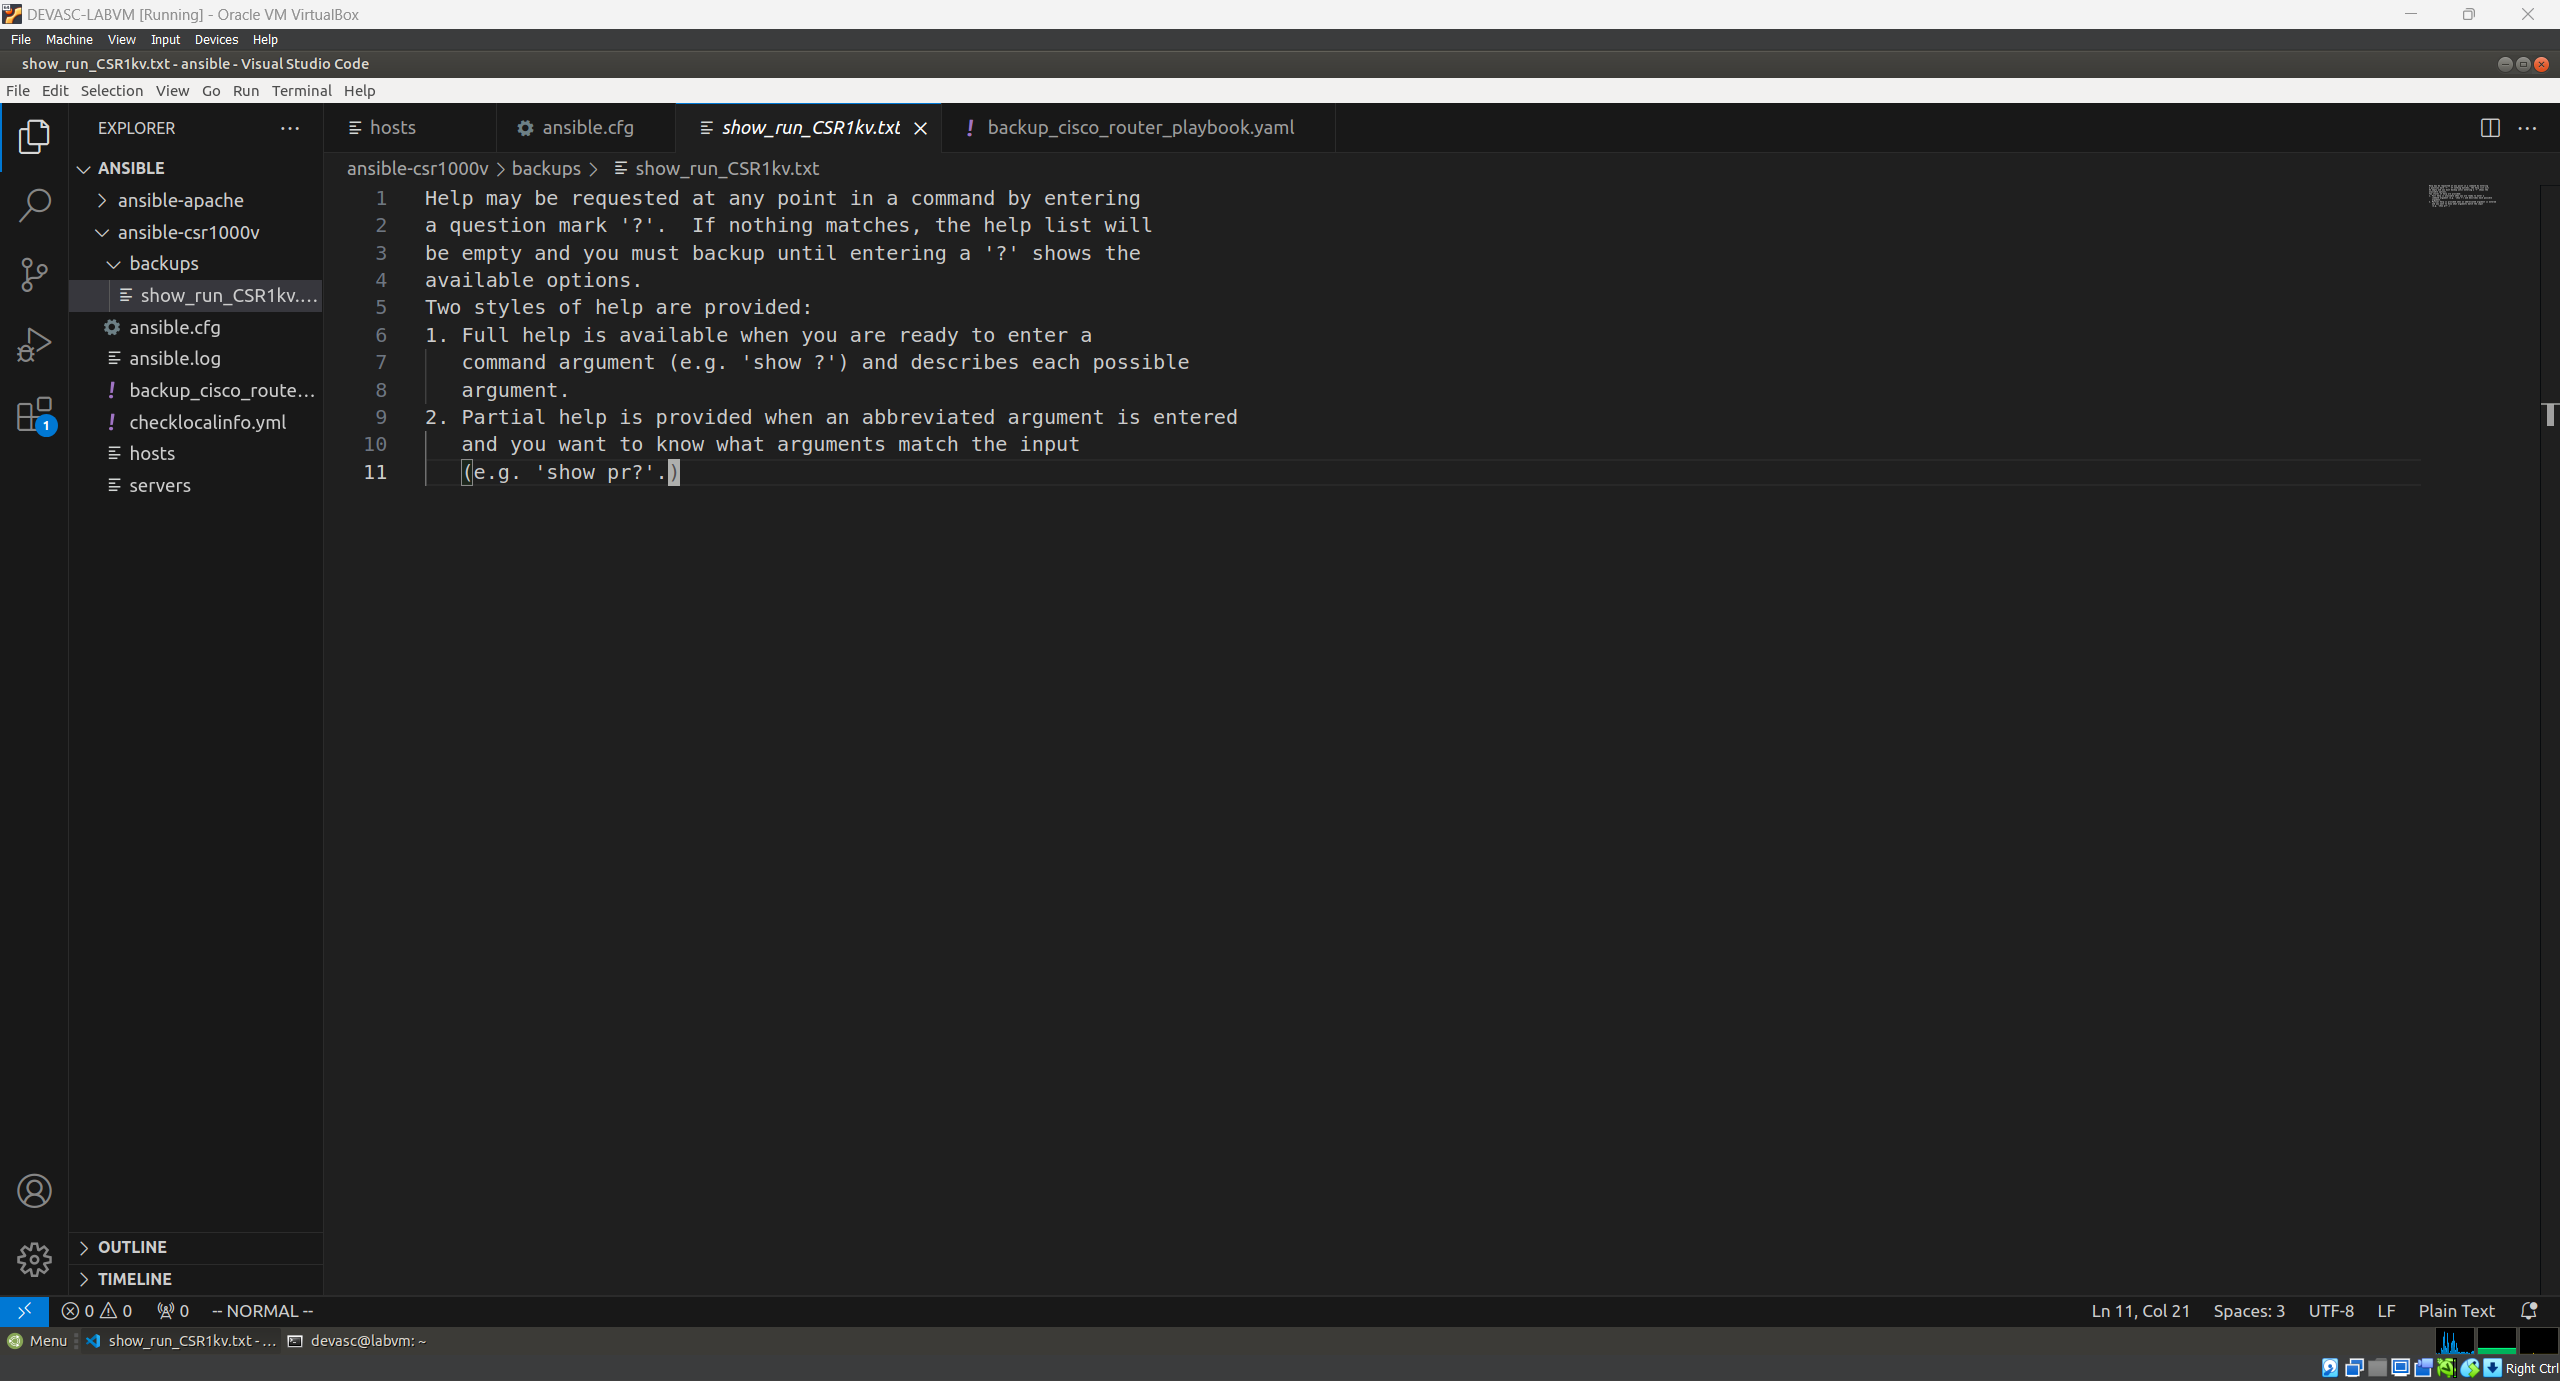 DEVASC-LABVM [Running] - Oracle VM VirtualBox
File Machine View Input Devices Help
show_run_CSR1kv.txt - ansible - Visual Studio Code
File Edit Selection View Go Run Terminal Help
EXPLORER
hosts ansible.cfg show_run_CSR1kv.txt backup_cisco_router_playbook.yaml
ansible-csr1000v > backups > show_run_CSR1kv.txt
ANSIBLE
ansible-apache
ansible-csr1000v
backups
show_run_CSR1kv....
ansible.cfg
ansible.log
backup_cisco_route...
checklocalinfo.yml
hosts
servers
1 Help may be requested at any point in a command by entering
2 a question mark '?'.  If nothing matches, the help list will
3 be empty and you must backup until entering a '?' shows the
4 available options.
5 Two styles of help are provided:
6 1. Full help is available when you are ready to enter a
7    command argument (e.g. 'show ?') and describes each possible
8    argument.
9 2. Partial help is provided when an abbreviated argument is entered
10    and you want to know what arguments match the input
11    (e.g. 'show pr?'.)
1
OUTLINE
TIMELINE
0 0 0 -- NORMAL -- Ln 11, Col 21 Spaces: 3 UTF-8 LF Plain Text
Menu show_run_CSR1kv.txt - ... devasc@labvm: ~
Right Ctrl